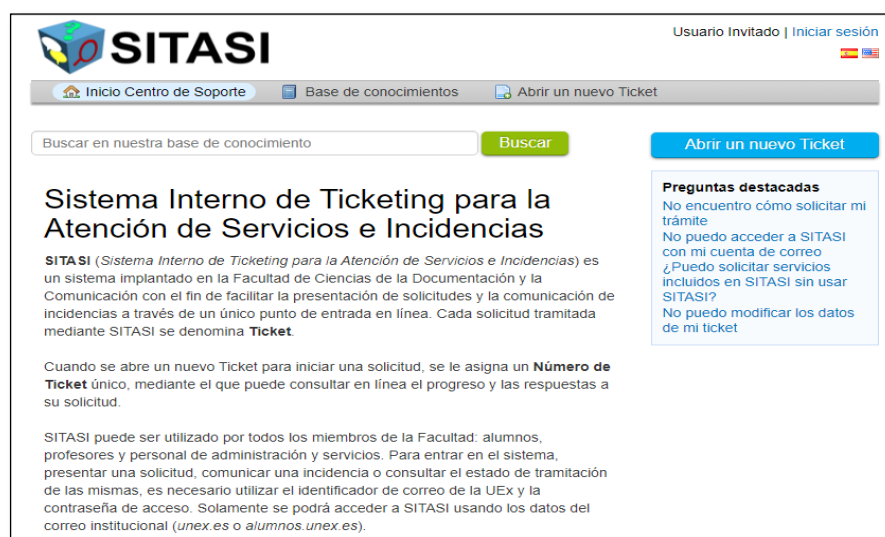 SITASI
Usuario Invitado | Iniciar sesión
Inicio Centro de Soporte
Base de conocimientos
Abrir un nuevo Ticket
Buscar en nuestra base de conocimiento
Buscar
Abrir un nuevo Ticket
Sistema Interno de Ticketing para la
Atención de Servicios e Incidencias
SITASI (Sistema Interno de Ticketing para la Atención de Servicios e Incidencias) es
un sistema implantado en la Facultad de Ciencias de la Documentación y la
Comunicación con el fin de facilitar la presentación de solicitudes y la comunicación de
incidencias a través de un único punto de entrada en línea. Cada solicitud tramitada
mediante SITASI se denomina Ticket.
Cuando se abre un nuevo Ticket para iniciar una solicitud, se le asigna un Número de
Ticket único, mediante el que puede consultar en línea el progreso y las respuestas a
su solicitud.
SITASI puede ser utilizado por todos los miembros de la Facultad: alumnos,
profesores y personal de administración y servicios. Para entrar en el sistema,
presentar una solicitud, comunicar una incidencia o consultar el estado de tramitación
de las mismas, es necesario utilizar el identificador de correo de la UEx y la
contraseña de acceso. Solamente se podrá acceder a SITASI usando los datos del
correo institucional (unex.es o alumnos.unex.es).
Preguntas destacadas
No encuentro cómo solicitar mi
trámite
No puedo acceder a SITASI
con mi cuenta de correo
¿Puedo solicitar servicios
incluidos en SITASI sin usar
SITASI?
No puedo modificar los datos
de mi ticket